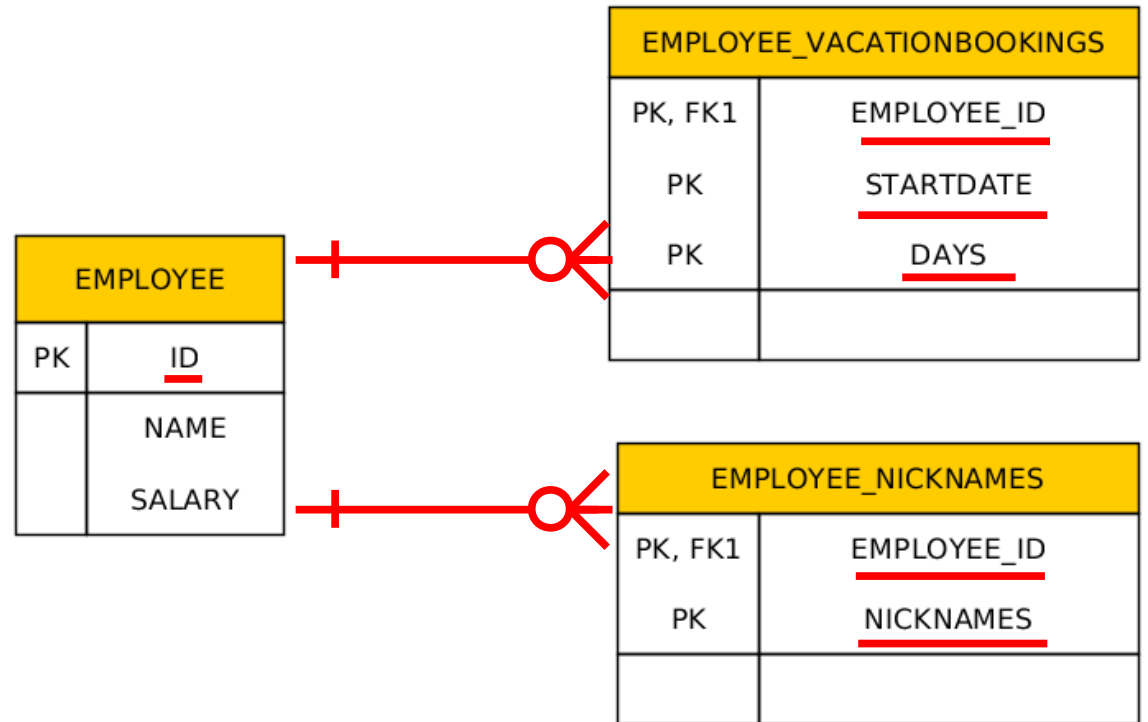 EMPLOYEE_VACATIONBOOKINGS
PK, FK1 EMPLOYEE_ID
PK STARTDATE
PK DAYS
EMPLOYEE
PK ID
NAME
SALARY
EMPLOYEE_NICKNAMES
PK, FK1 EMPLOYEE_ID
PK NICKNAMES